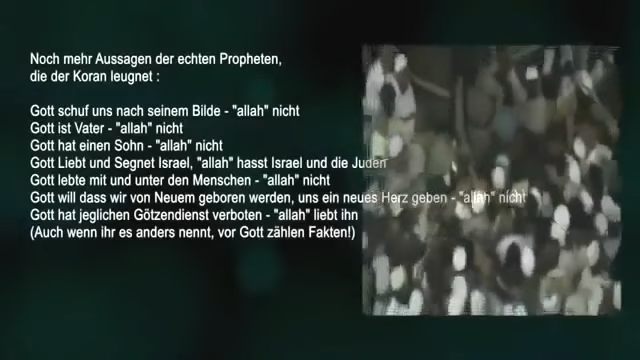 Noch mehr Aussagen der echten Propheten,
die der Koran leugnet :
Gott schuf uns nach seinem Bilde - "allah" nicht
Gott ist Vater - "allah" nicht
Gott hat einen Sohn - "allah" nicht
Gott Liebt und Segnet Israel, "allah" hasst Israel und die Juden
Gott lebte mit und unter den Menschen - "allah" nicht
Gott will dass wir von Neuem geboren werden, uns ein neues Herz geben - "allah" nicht
Gott hat jeglichen Götzendienst verboten - "allah" liebt ihn
(Auch wenn ihr es anders nennt, vor Gott zählen Fakten!)